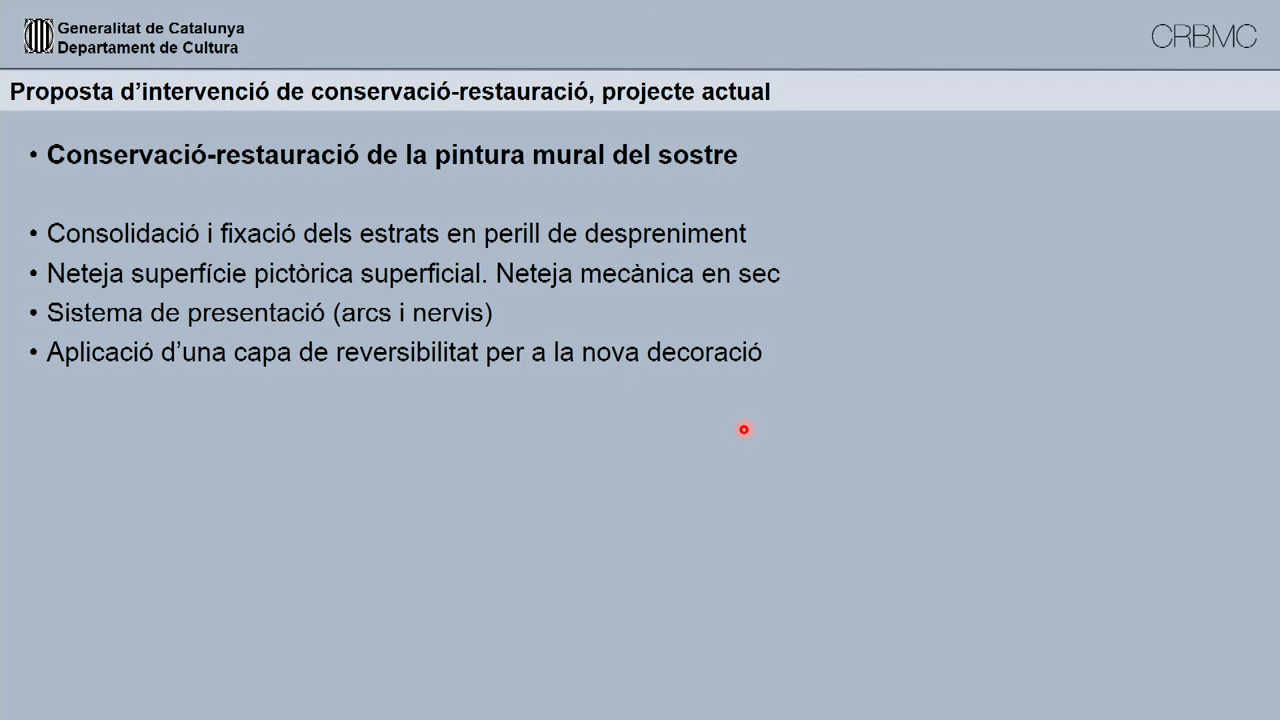 Generalitat de Catalunya
Departament de Cultura
CRBMC
Proposta d’intervenció de conservació-restauració, projecte actual
• Conservació-restauració de la pintura mural del sostre
• Consolidació i fixació dels estrats en perill de despreniment
• Neteja superfície pictòrica superficial. Neteja mecànica en sec
• Sistema de presentació (arcs i nervis)
• Aplicació d’una capa de reversibilitat per a la nova decoració